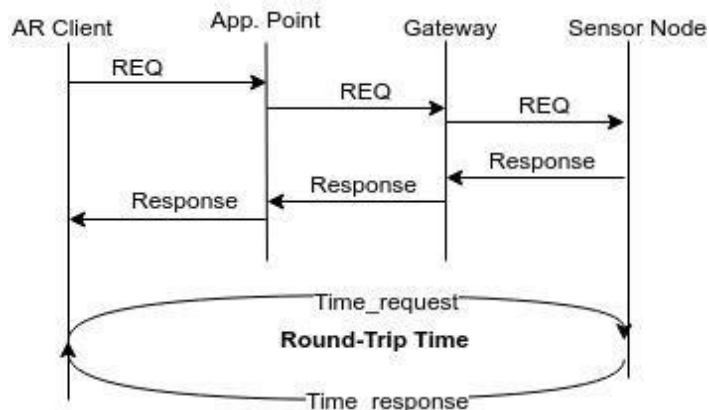 AR Client
App. Point
Gateway
Sensor Node
REQ
REQ
REQ
Response
Response
Response
Time_request
Round-Trip Time
Time_response